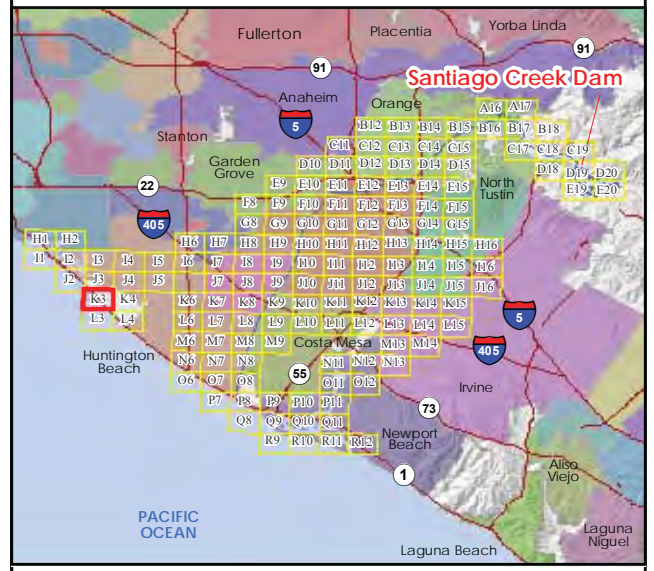 Fullerton
Placentia
Yorba Linda
91
91
Santiago Creek Dam
Anaheim
Orange
5
A16 A17
B12 B13 B14 B15 B16 B17 B18
Stanton
C11 C12 C13 C14 C15 C17 C18 C19
Garden
Grove
D10 D11 D12 D13 D14 D15 D18 D19 D20
22
E9 E10 E11 E12 E13 E14 E15 E19 E20
North
Tustin
F8 F9 F10 F11 F12 F13 F14 F15
405
G8 G9 G10 G11 G12 G13 G14 G15
H1 H2 H6 H7 H8 H9 H10 H11 H12 H13 H14 H15 H16
I1 I2 I3 I4 I5 I6 I7 I8 I9 I10 I11 I12 I13 I14 I15 I16
J2 J3 J4 J5 J7 J8 J9 J10 J11 J12 J13 J14 J15 J16
K3 K4 K6 K7 K8 K9 K10 K11 K12 K13 K14 K15
5
L3 L4 L6 L7 L8 L9 L10 L11 L12 L13 L14 L15
M6 M7 M8 M9 Costa Mesa M13 M14
405
Huntington
Beach
N6 N7 N8 N11 N12 N13
55
O6 O7 O8 O11 O12
Irvine
P7 P8 P9 P10 P11
73
Q8 Q9 Q10 Q11
Newport
Beach
R9 R10 R11 R12
1
Aliso
Viejo
PACIFIC
OCEAN
Laguna
Niguel
Laguna Beach